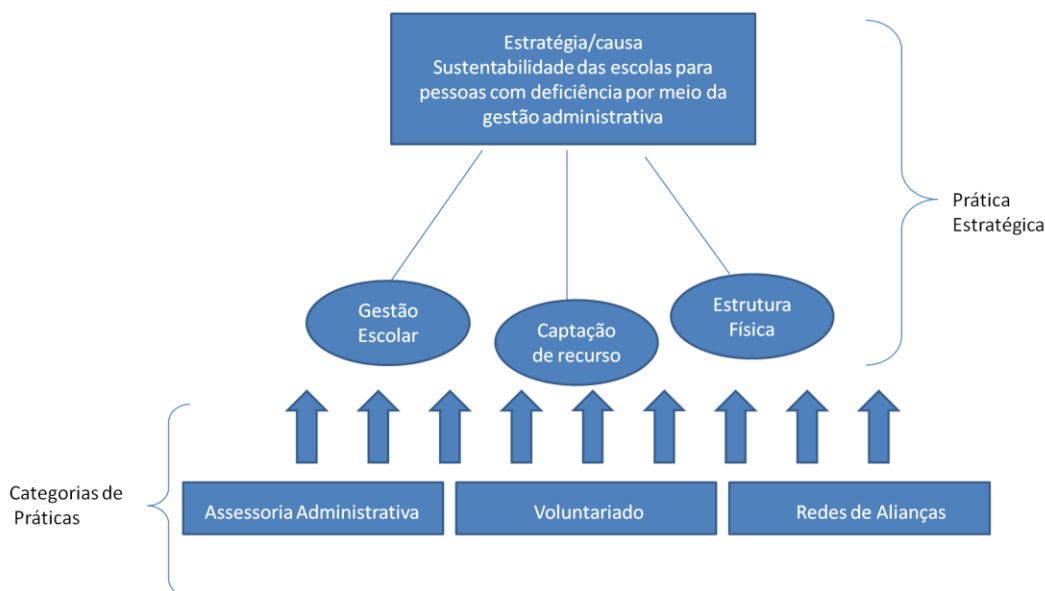 Estratégia/causa
Sustentabilidade das escolas para
pessoas com deficiência por meio da
gestão administrativa
Prática
Estratégica
Gestão
Escolar
Captação
de recurso
Estrutura
Física
Categorias de
Práticas
Assessoria Administrativa
Voluntariado
Redes de Alianças